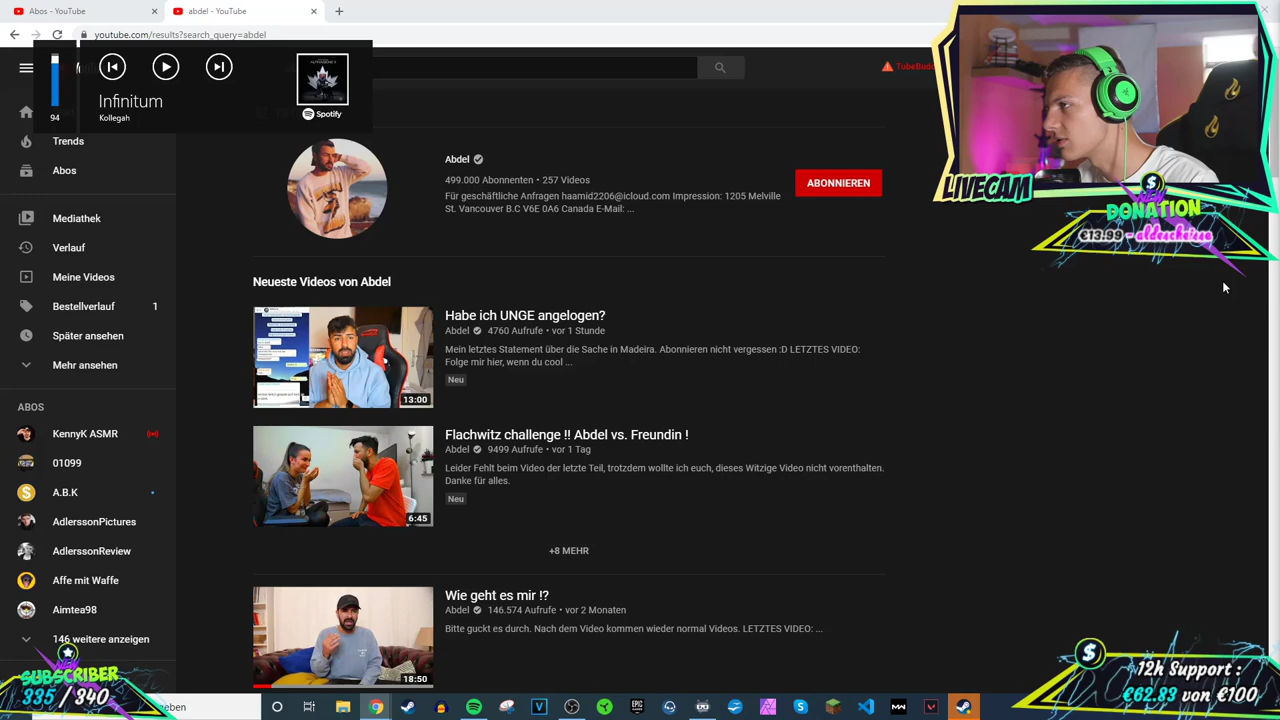 Abos - YouTube
abdel - YouTube
youtube.com/results?search_query=abdel
94
Infinitum
Kollegah
Spotify
Trends
Abos
Mediathek
Verlauf
Meine Videos
Bestellverlauf 1
Später ansehen
Mehr ansehen
ABOS
KennyK ASMR
01099
A.B.K
AdlerssonPictures
AdlerssonReview
Affe mit Waffe
Aimtea98
146 weitere anzeigen
Abdel
499.000 Abonnenten • 257 Videos
Für geschäftliche Anfragen haamid2206@icloud.com Impression: 1205 Melville
St. Vancouver B.C V6E 0A6 Canada E-Mail: ...
ABONNIEREN
Neueste Videos von Abdel
13:00
Habe ich UNGE angelogen?
Abdel 4760 Aufrufe • vor 1 Stunde
Mein letztes Statement über die Sache in Madeira. Abonnieren nicht vergessen :D LETZTES VIDEO:
Folge mir hier, wenn du cool ...
Neu
6:45
Flachwitz challenge !! Abdel vs. Freundin !
Abdel 9499 Aufrufe • vor 1 Tag
Leider Fehlt beim Video der letzte Teil, trotzdem wollte ich euch, dieses Witzige Video nicht vorenthalten.
Danke für alles.
Neu
+8 MEHR
18:50
Wie geht es mir !?
Abdel 146.574 Aufrufe • vor 2 Monaten
Bitte guckt es durch. Nach dem Video kommen wieder normal Videos. LETZTES VIDEO: ...
LIVECAM
NEW
DONATION
€13.99 - aldescheisse
NEW
SUBSCRIBER
335 / 340
12h Support :
€62.83 von €100
EPIC
GAMES
MW